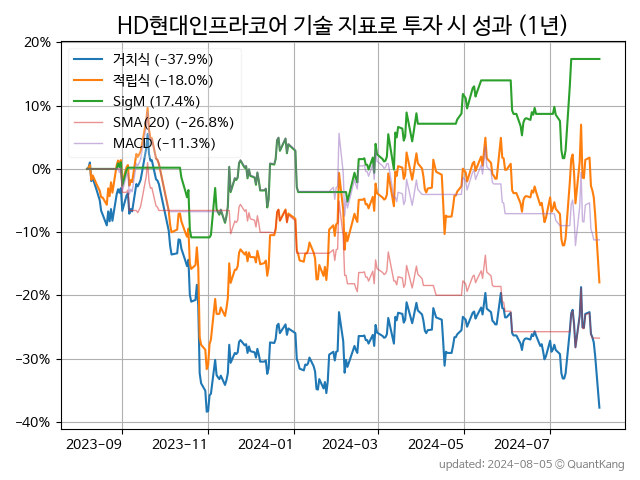 HD현대인프라코어 기술 지표로 투자 시 성과 (1년)
20%
10%
0%
−10%
−20%
−30%
−40%
거치식 (−37.9%)
적립식 (−18.0%)
SigM (17.4%)
SMA(20) (−26.8%)
MACD (−11.3%)
2023-09
2023-11
2024-01
2024-03
2024-05
2024-07
updated: 2024-08-05 © QuantKang